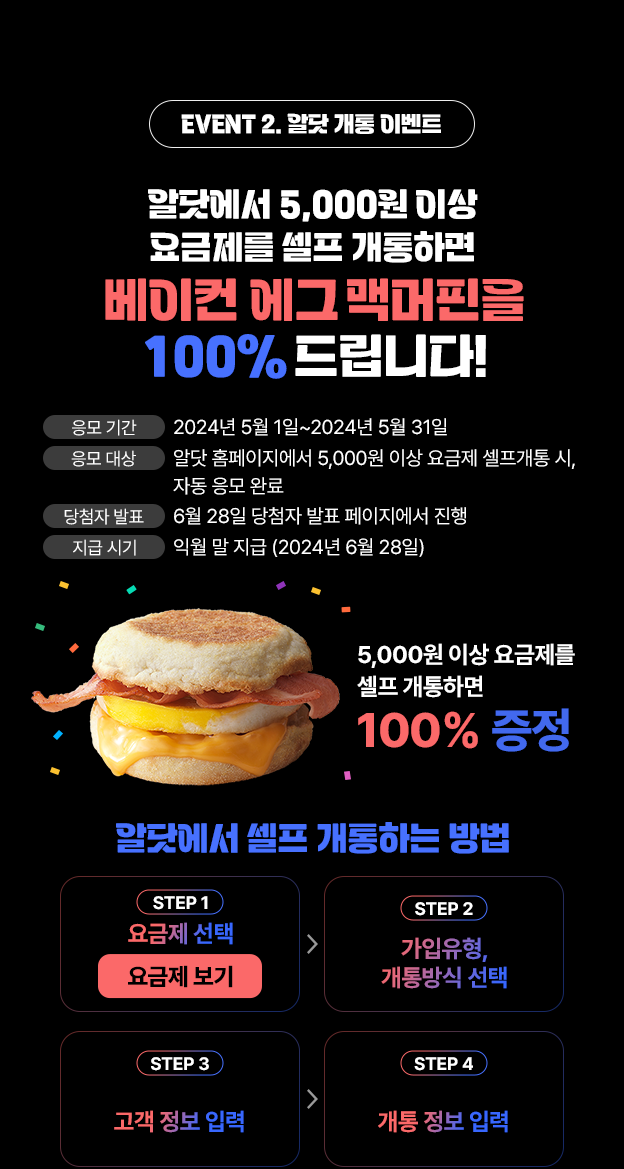 EVENT 2. 알닷 개통 이벤트
알닷에서 5,000원 이상
요금제를 셀프 개통하면
베이컨 에그 맥머핀을
100% 드립니다!
응모 기간 2024년 5월 1일~2024년 5월 31일
응모 대상 알닷 홈페이지에서 5,000원 이상 요금제 셀프개통 시,
자동 응모 완료
당첨자 발표 6월 28일 당첨자 발표 페이지에서 진행
지급 시기 익월 말 지급 (2024년 6월 28일)
5,000원 이상 요금제를
셀프 개통하면
100% 증정
알닷에서 셀프 개통하는 방법
STEP 1
요금제 선택
요금제 보기
STEP 2
가입유형,
개통방식 선택
STEP 3
고객 정보 입력
STEP 4
개통 정보 입력